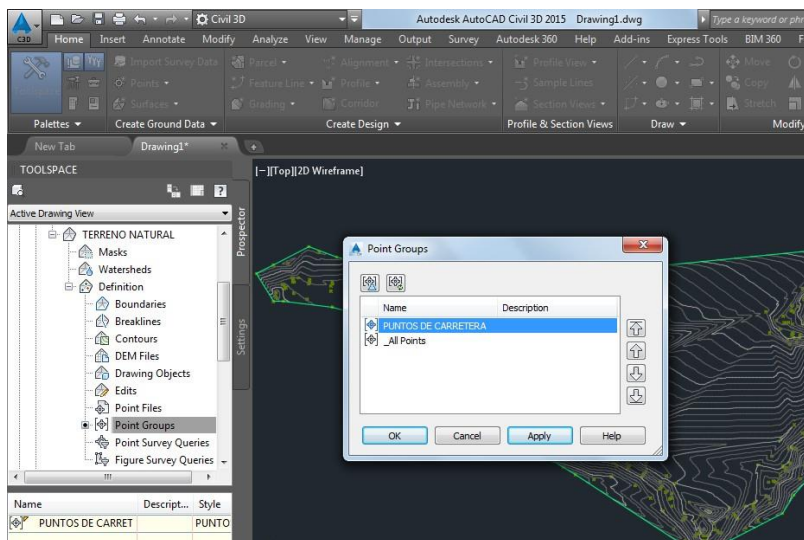 Civil 3D
Autodesk AutoCAD Civil 3D 2015 Drawing1.dwg
Type a keyword or phr
C3D
Home Insert Annotate Modify Analyze View Manage Output Survey Autodesk 360 Help Add-ins Express Tools BIM 360 F
Import Survey Data Parcel Alignment Intersections Profile View Move
Points Feature Line Profile Assembly Sample Lines Copy
Surfaces Grading Corridor Pipe Network Section Views Stretch
Palettes Create Ground Data Create Design Profile & Section Views Draw Modify
New Tab Drawing1*
TOOLSPACE
[−][Top][2D Wireframe]
Active Drawing View
Prospector
Settings
TERRENO NATURAL
Masks
Watersheds
Definition
Boundaries
Breaklines
Contours
DEM Files
Drawing Objects
Edits
Point Files
Point Groups
Point Survey Queries
Figure Survey Queries
Name Descript... Style
PUNTOS DE CARRET PUNTO
Point Groups
Name Description
PUNTOS DE CARRETERA
_All Points
OK Cancel Apply Help